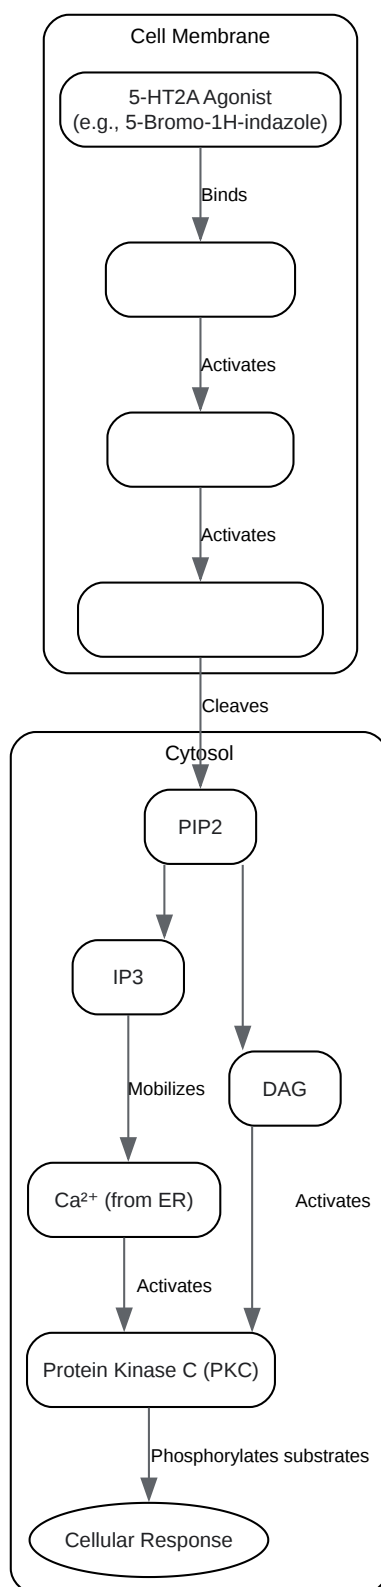 Cell Membrane
5-HT2A Agonist
(e.g., 5-Bromo-1H-indazole)
Binds
Activates
Activates
Cleaves
Cytosol
PIP2
IP3
Mobilizes
DAG
Ca²⁺ (from ER)
Activates
Activates
Protein Kinase C (PKC)
Phosphorylates substrates
Cellular Response